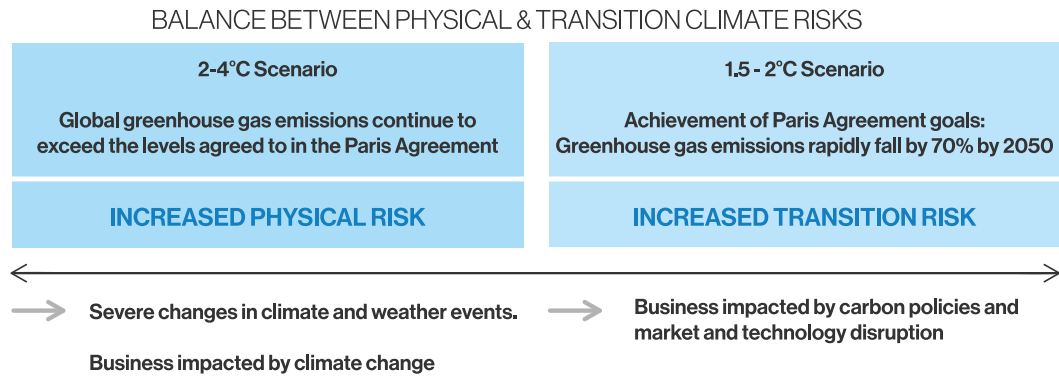 BALANCE BETWEEN PHYSICAL & TRANSITION CLIMATE RISKS
2-4°C Scenario
Global greenhouse gas emissions continue to
exceed the levels agreed to in the Paris Agreement
INCREASED PHYSICAL RISK
1.5 - 2°C Scenario
Achievement of Paris Agreement goals:
Greenhouse gas emissions rapidly fall by 70% by 2050
INCREASED TRANSITION RISK
Severe changes in climate and weather events.
Business impacted by climate change
Business impacted by carbon policies and
market and technology disruption